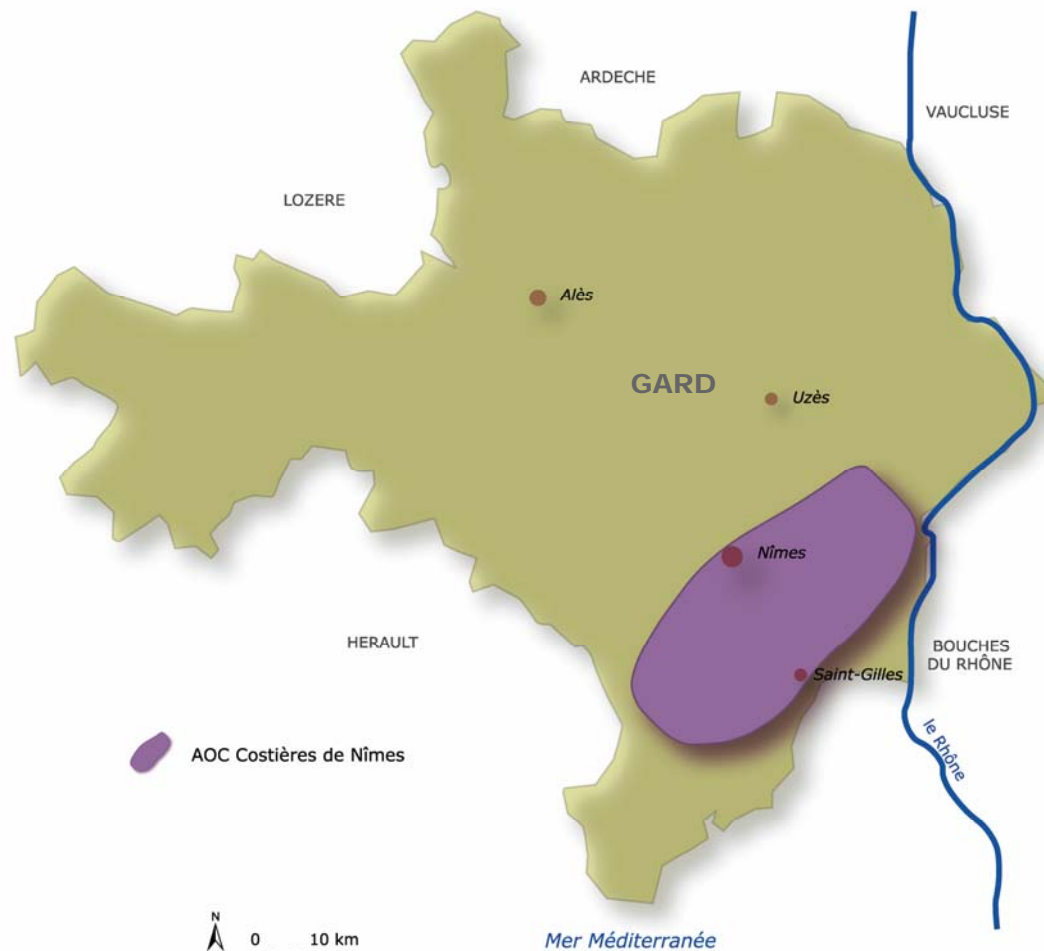 ARDECHE
VAUCLUSE
LOZERE
Alès
GARD
Uzès
Nîmes
HERAULT
BOUCHES
DU RHÔNE
Saint-Gilles
le Rhône
AOC Costières de Nîmes
N
0 10 km
Mer Méditerranée